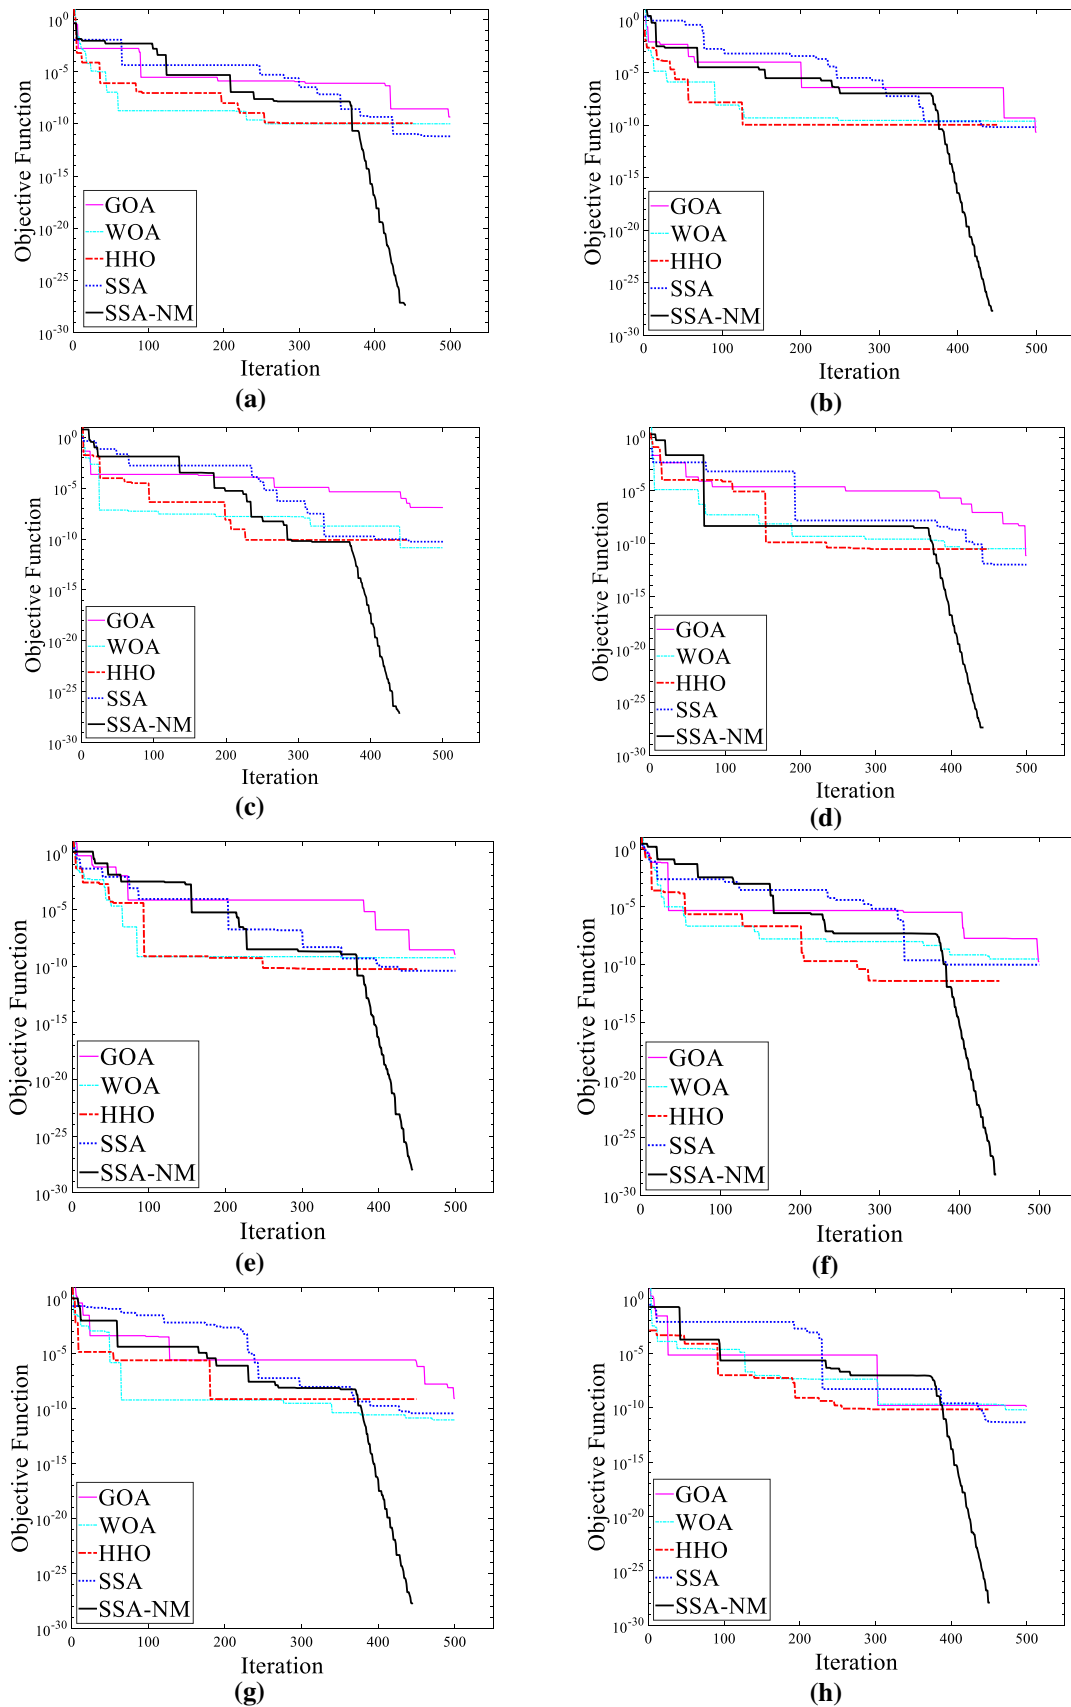 Objective Function
10^0
10^-5
10^-10
10^-15
10^-20
10^-25
10^-30
GOA
WOA
HHO
SSA
SSA-NM
0 100 200 300 400 500
Iteration
(a)
Objective Function
10^0
10^-5
10^-10
10^-15
10^-20
10^-25
10^-30
GOA
WOA
HHO
SSA
SSA-NM
0 100 200 300 400 500
Iteration
(b)
Objective Function
10^0
10^-5
10^-10
10^-15
10^-20
10^-25
10^-30
GOA
WOA
HHO
SSA
SSA-NM
0 100 200 300 400 500
Iteration
(c)
Objective Function
10^0
10^-5
10^-10
10^-15
10^-20
10^-25
10^-30
GOA
WOA
HHO
SSA
SSA-NM
0 100 200 300 400 500
Iteration
(d)
Objective Function
10^0
10^-5
10^-10
10^-15
10^-20
10^-25
10^-30
GOA
WOA
HHO
SSA
SSA-NM
0 100 200 300 400 500
Iteration
(e)
Objective Function
10^0
10^-5
10^-10
10^-15
10^-20
10^-25
10^-30
GOA
WOA
HHO
SSA
SSA-NM
0 100 200 300 400 500
Iteration
(f)
Objective Function
10^0
10^-5
10^-10
10^-15
10^-20
10^-25
10^-30
GOA
WOA
HHO
SSA
SSA-NM
0 100 200 300 400 500
Iteration
(g)
Objective Function
10^0
10^-5
10^-10
10^-15
10^-20
10^-25
10^-30
GOA
WOA
HHO
SSA
SSA-NM
0 100 200 300 400 500
Iteration
(h)